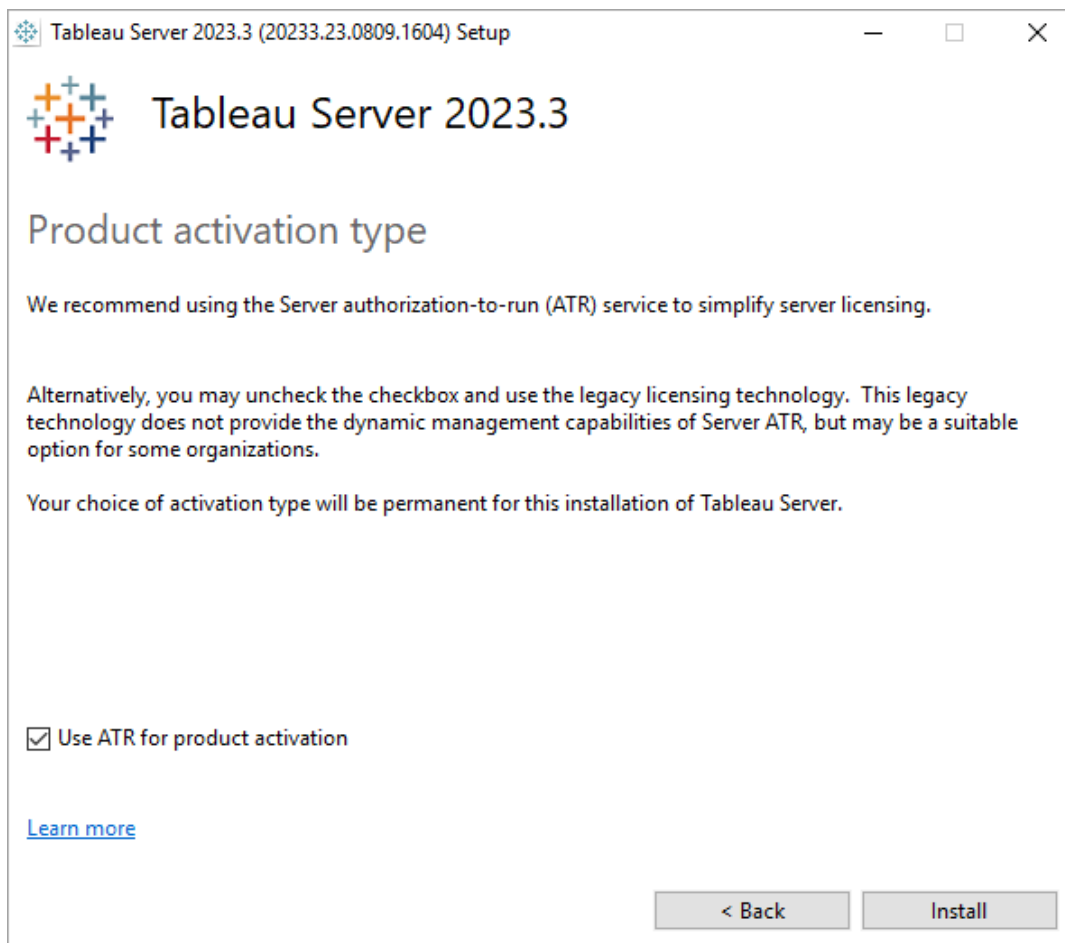 Tableau Server 2023.3 (20233.23.0809.1604) Setup
Tableau Server 2023.3
Product activation type
We recommend using the Server authorization-to-run (ATR) service to simplify server licensing.
Alternatively, you may uncheck the checkbox and use the legacy licensing technology.  This legacy
technology does not provide the dynamic management capabilities of Server ATR, but may be a suitable
option for some organizations.
Your choice of activation type will be permanent for this installation of Tableau Server.
Use ATR for product activation
Learn more
< Back
Install